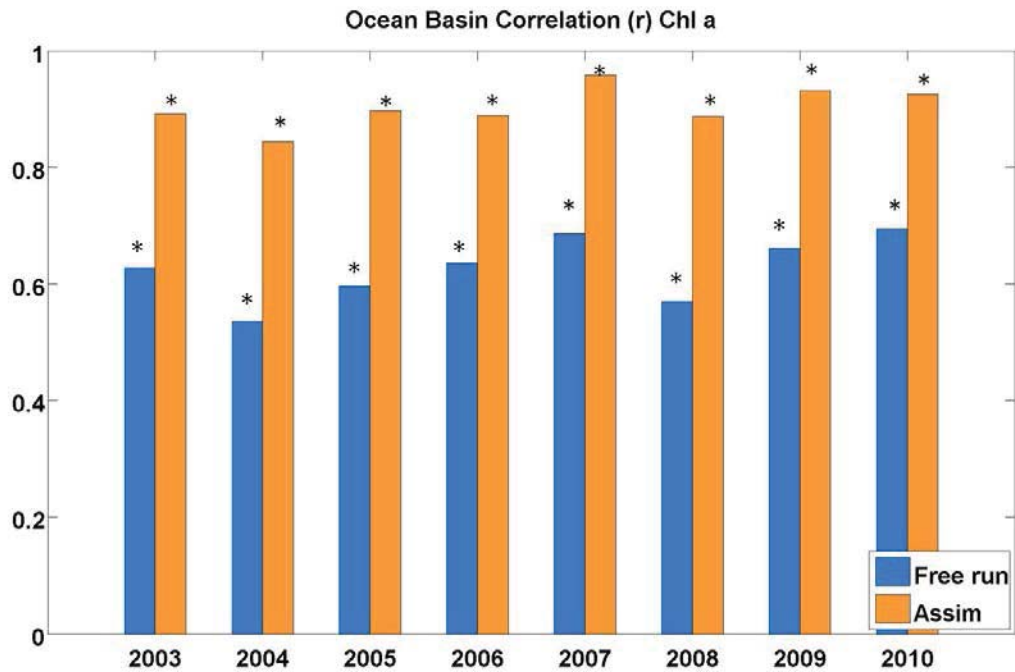 Ocean Basin Correlation (r) Chl a
1
0.8
0.6
0.4
0.2
0
* * * * * * * *
* * * * * * * *
Free run
Assim
2003 2004 2005 2006 2007 2008 2009 2010